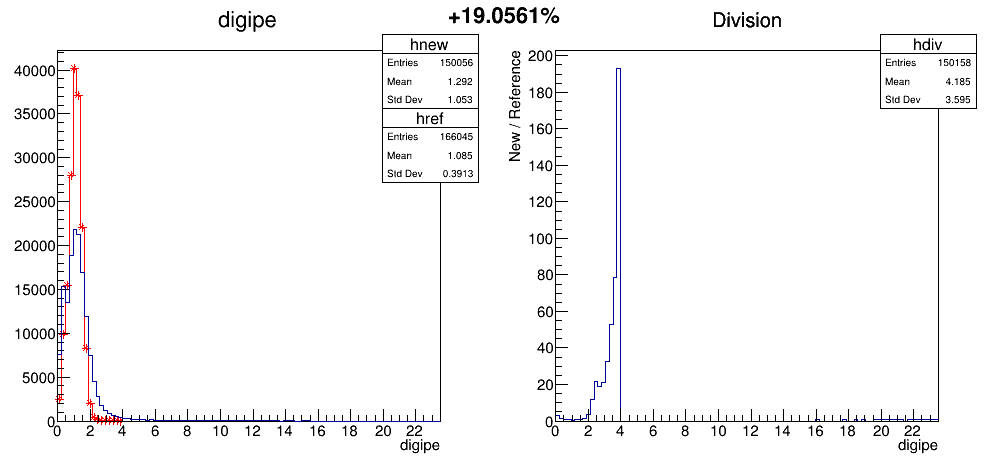 digipe
+19.0561%
Division
hnew
Entries 150056
Mean 1.292
Std Dev 1.053
href
Entries 166045
Mean 1.085
Std Dev 0.3913
40000
35000
30000
25000
20000
15000
10000
5000
0
0 2 4 6 8 10 12 14 16 18 20 22
digipe
hdiv
Entries 150158
Mean 4.185
Std Dev 3.595
New / Reference
200
180
160
140
120
100
80
60
40
20
0
0 2 4 6 8 10 12 14 16 18 20 22
digipe